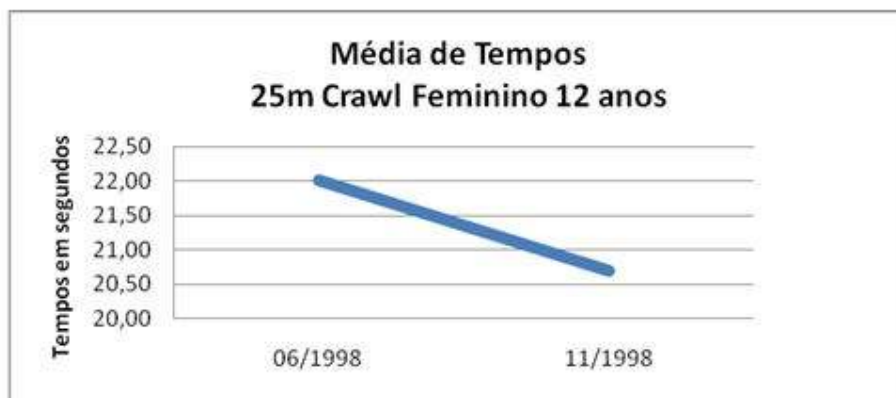 Média de Tempos
25m Crawl Feminino 12 anos
Tempos em segundos
22,50
22,00
21,50
21,00
20,50
20,00
06/1998
11/1998